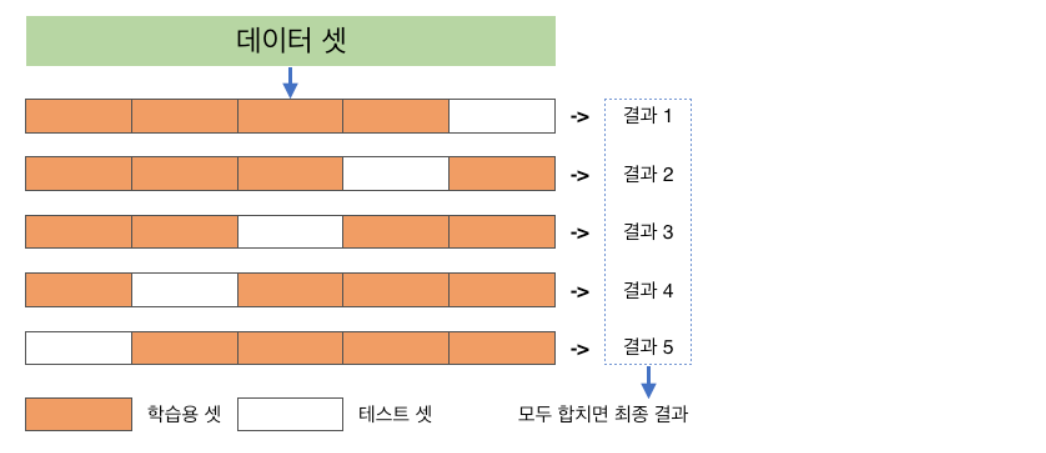 데이터 셋
-> 결과 1
-> 결과 2
-> 결과 3
-> 결과 4
-> 결과 5
학습용 셋 테스트 셋 모두 합치면 최종 결과